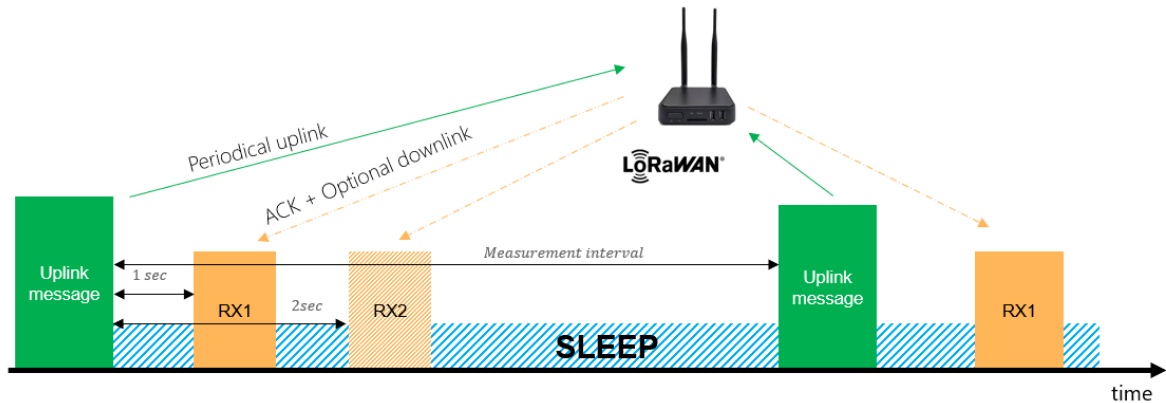 Periodical uplink
ACK + Optional downlink
LoRaWAN®
Uplink
message
1 sec
RX1
2sec
RX2
Measurement interval
SLEEP
Uplink
message
RX1
time